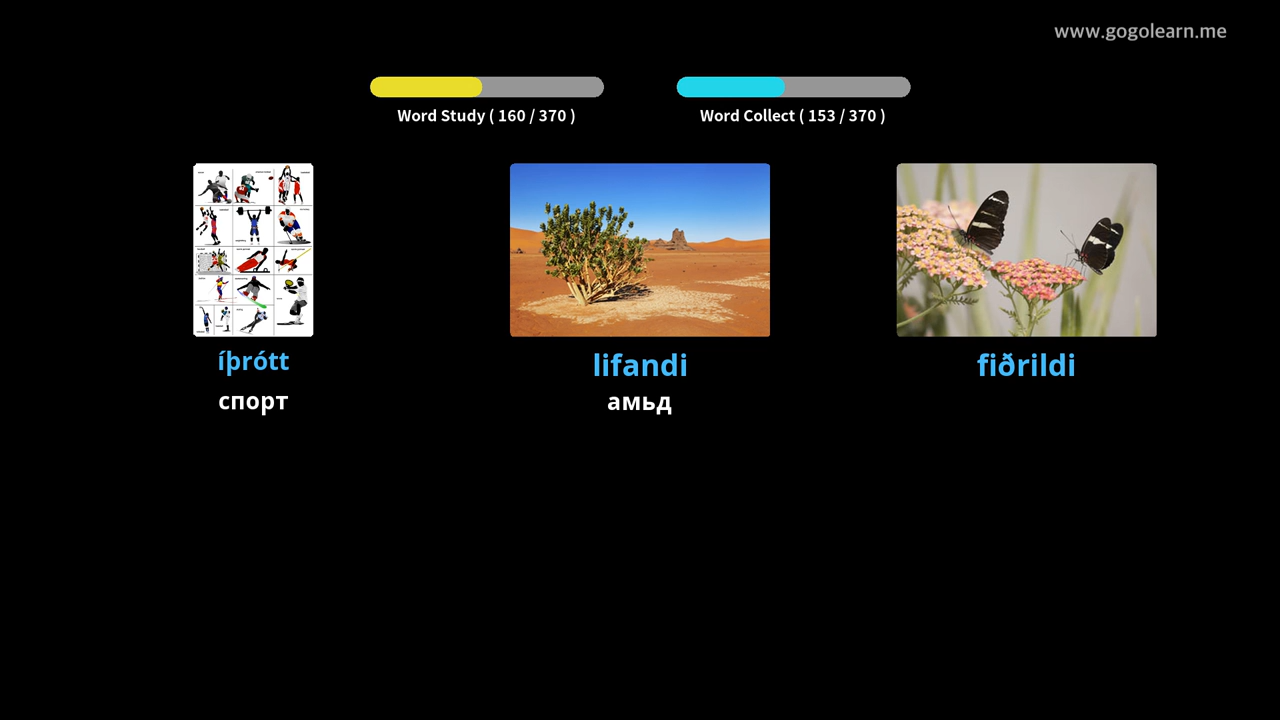 www.gogolearn.me
Word Study ( 160 / 370 )
Word Collect ( 153 / 370 )
íþrótt
lifandi
fiðrildi
спорт
амьд